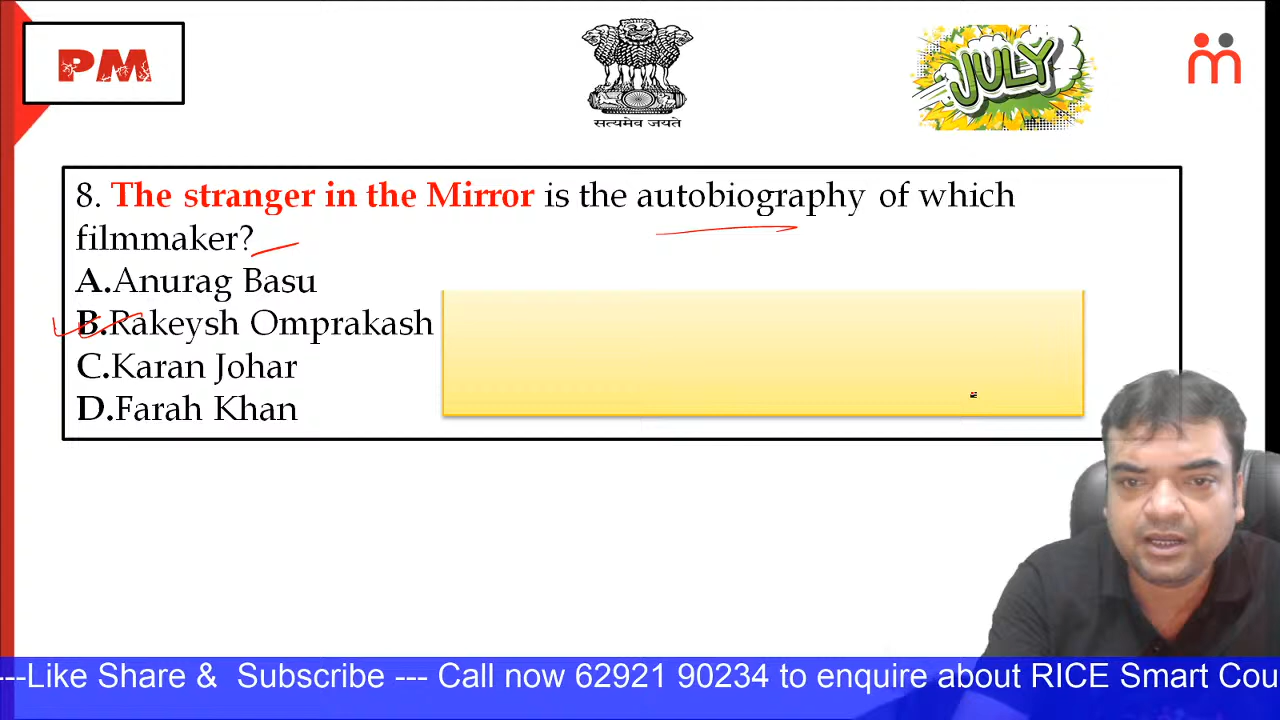 PM
सत्यमेव जयते
JULY
8. The stranger in the Mirror is the autobiography of which
filmmaker?
A.Anurag Basu
B.Rakeysh Omprakash
C.Karan Johar
D.Farah Khan
---Like Share & Subscribe --- Call now 62921 90234 to enquire about RICE Smart Cou